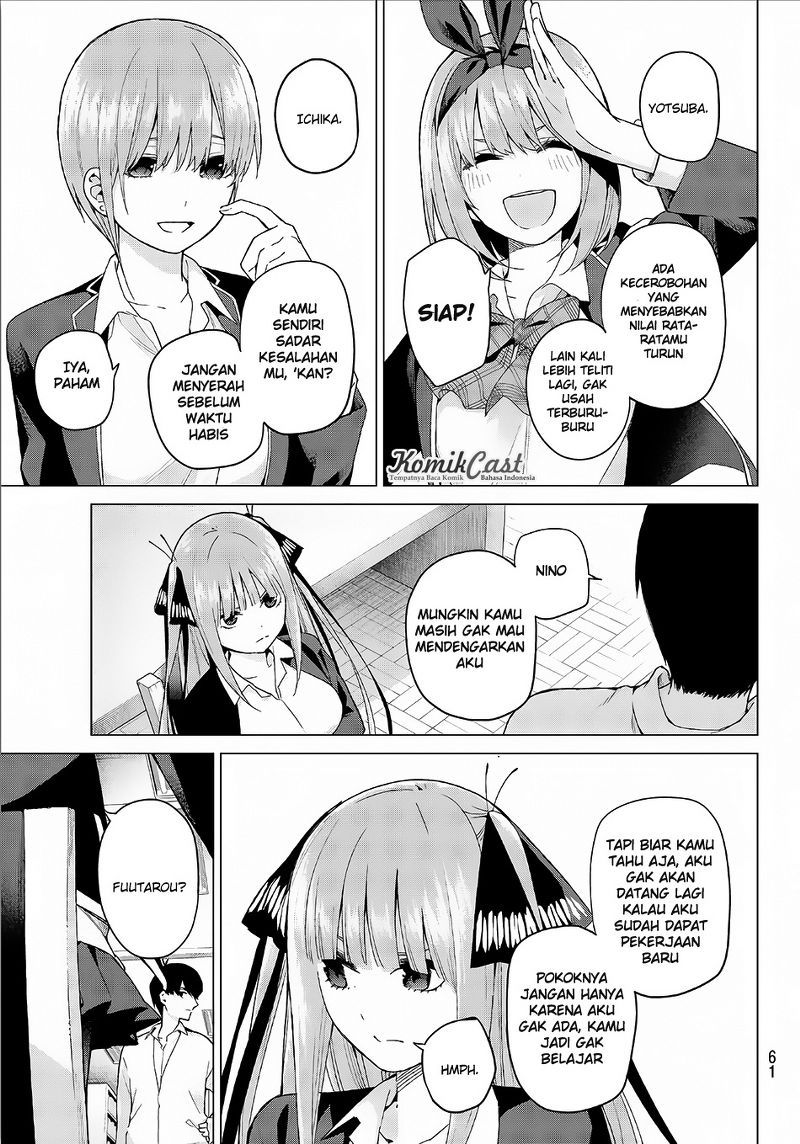 YOTSUBA.
ADA
KECEROBOHAN
YANG
MENYEBABKAN
NILAI RATA-
RATAMU
TURUN
LAIN KALI
LEBIH TELITI
LAGI, GAK
USAH
TERBURU-
BURU
SIAP!
ICHIKA.
KAMU
SENDIRI
SADAR
KESALAHAN
MU, 'KAN?
JANGAN
MENYERAH
SEBELUM
WAKTU
HABIS
IYA,
PAHAM
KomikCast
Tempatnya Baca Komik Bahasa Indonesia
NINO
MUNGKIN KAMU
MASIH GAK MAU
MENDENGARKAN
AKU
TAPI BIAR KAMU
TAHU AJA, AKU
GAK AKAN
DATANG LAGI
KALAU AKU
SUDAH DAPAT
PEKERJAAN
BARU
POKOKNYA
JANGAN HANYA
KARENA AKU
GAK ADA, KAMU
JADI GAK
BELAJAR
HMPH.
FUUTAROU?
61